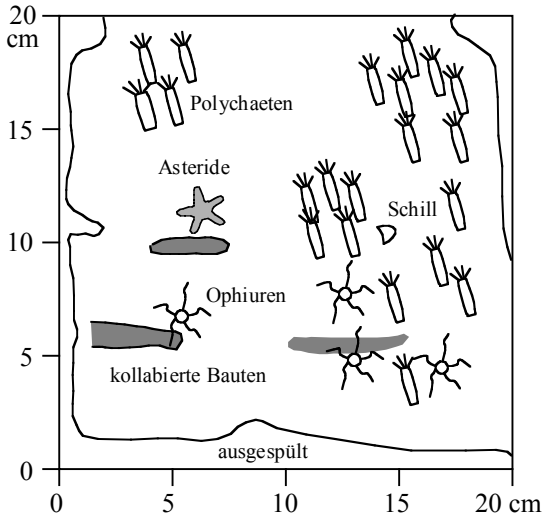 20
cm
15
10
5
0
Polychaeten
Asteride
Schill
Ophiuren
kollabierte Bauten
ausgespült
0
5
10
15
20 cm